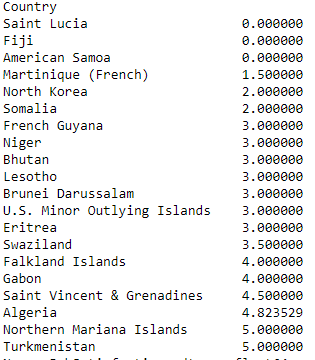 Country
Saint Lucia 0.000000
Fiji 0.000000
American Samoa 0.000000
Martinique (French) 1.500000
North Korea 2.000000
Somalia 2.000000
French Guyana 3.000000
Niger 3.000000
Bhutan 3.000000
Lesotho 3.000000
Brunei Darussalam 3.000000
U.S. Minor Outlying Islands 3.000000
Eritrea 3.000000
Swaziland 3.500000
Falkland Islands 4.000000
Gabon 4.000000
Saint Vincent & Grenadines 4.500000
Algeria 4.823529
Northern Mariana Islands 5.000000
Turkmenistan 5.000000